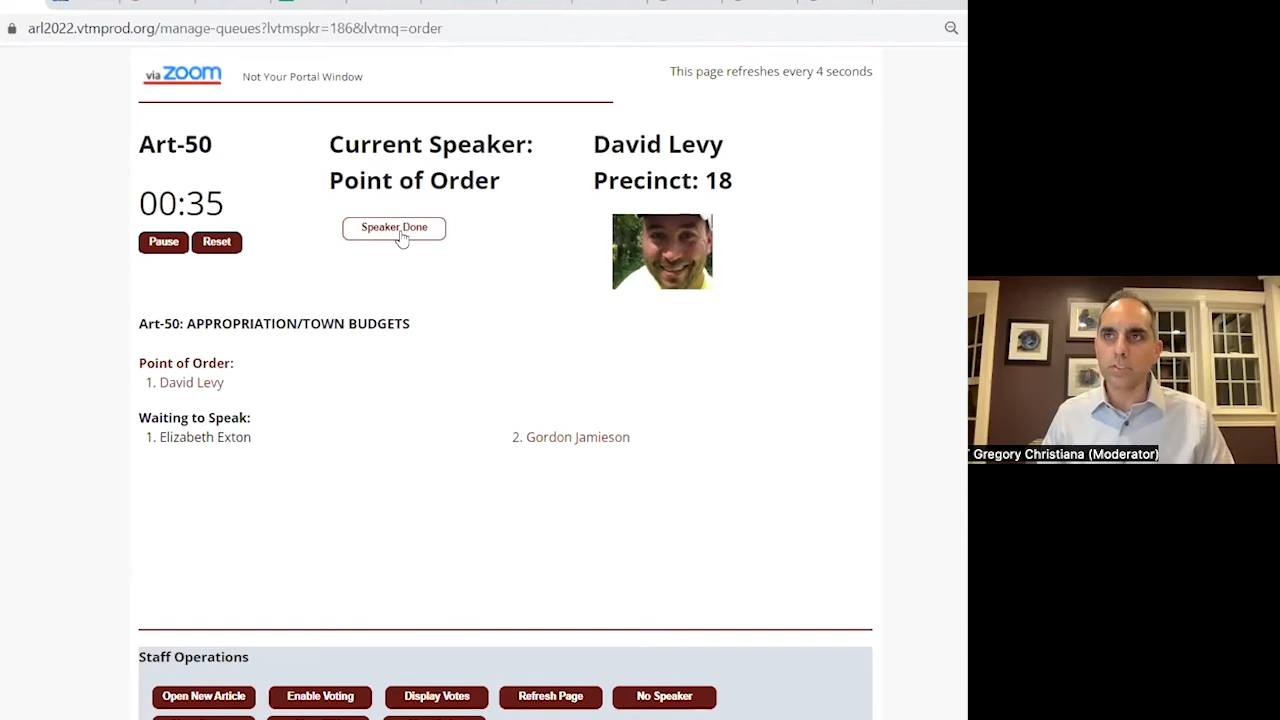 arl2022.vtmprod.org/manage-queues?lvtmspkr=186&lvtmq=order
via zoom
Not Your Portal Window
This page refreshes every 4 seconds
Art-50
Current Speaker:
David Levy
Point of Order
Precinct: 18
00:35
Speaker Done
Pause
Reset
Art-50: APPROPRIATION/TOWN BUDGETS
Point of Order:
1. David Levy
Waiting to Speak:
1. Elizabeth Exton
2. Gordon Jamieson
Gregory Christiana (Moderator)
Staff Operations
Open New Article
Enable Voting
Display Votes
Refresh Page
No Speaker